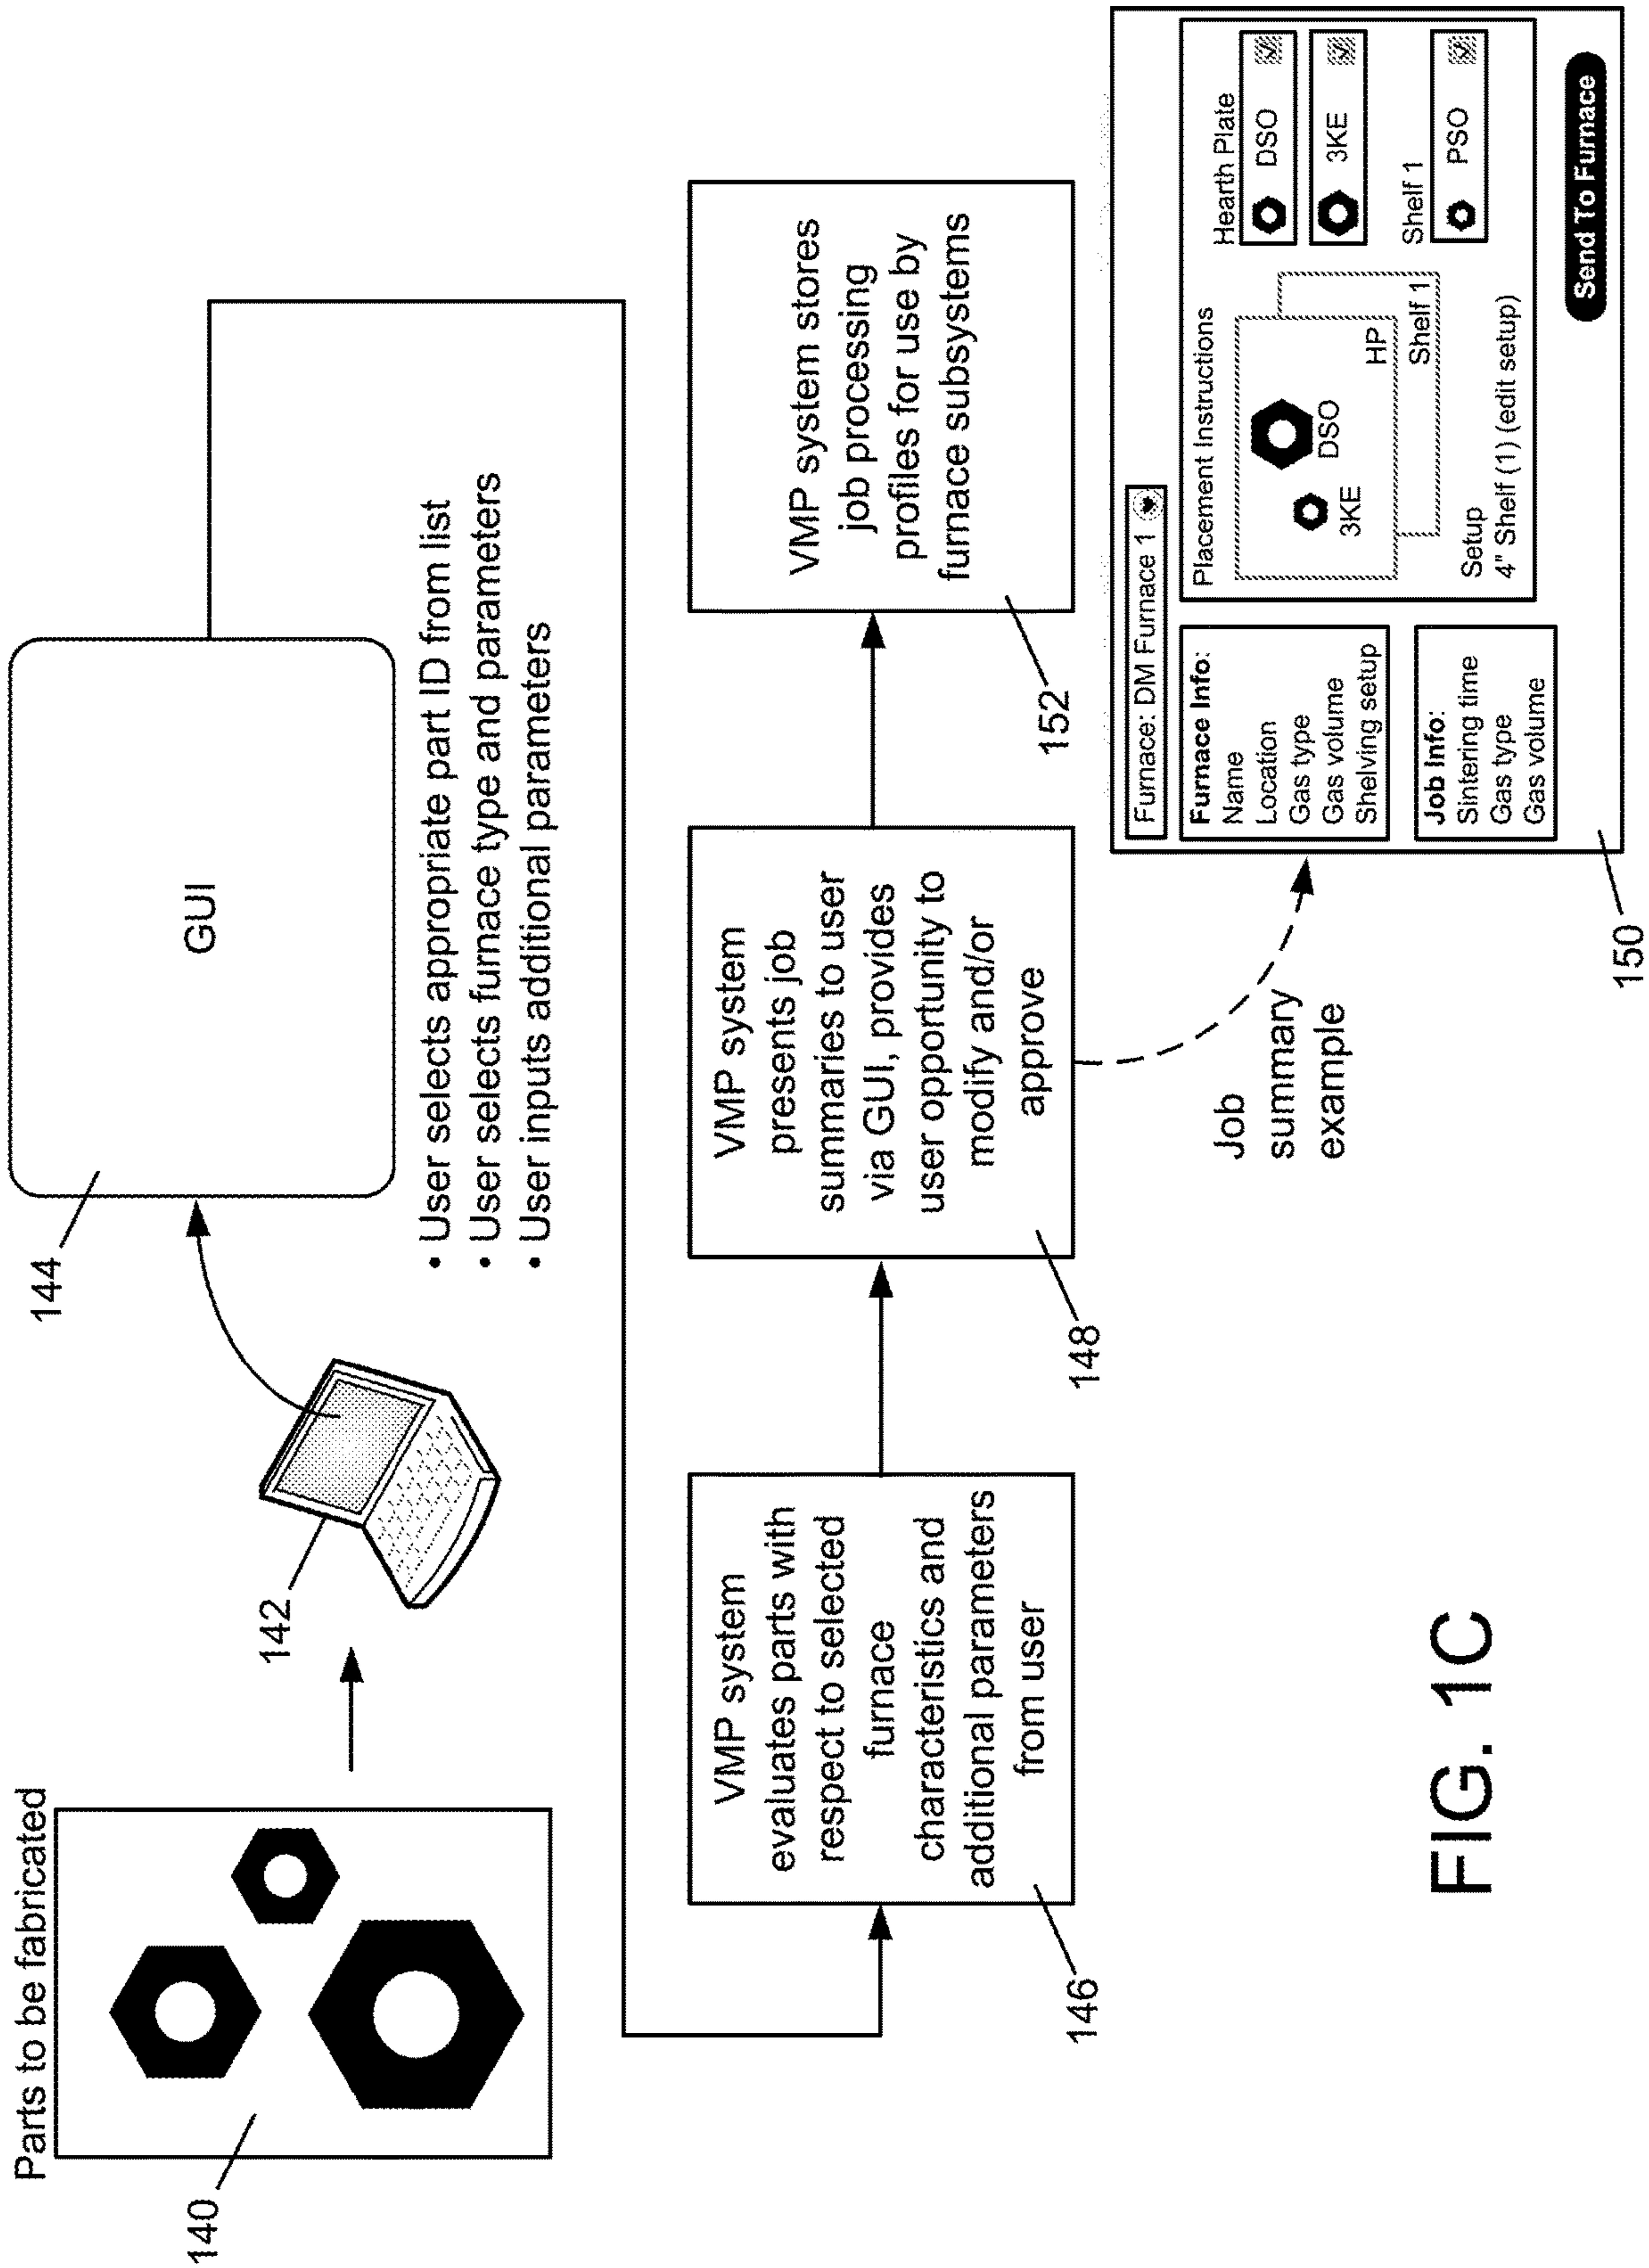 Parts to be fabricated
140
142
144
GUI
• User selects appropriate part ID from list
• User selects furnace type and parameters
• User inputs additional parameters
VMP system
evaluates parts with
respect to selected
furnace
characteristics and
additional parameters
from user
146
VMP system
presents job
summaries to user
via GUI, provides
user opportunity to
modify and/or
approve
148
VMP system stores
job processing
profiles for use by
furnace subsystems
152
Job
summary
example
Furnace: DM Furnace 1
Furnace Info:
Name
Location
Gas type
Gas volume
Shelving setup
Job Info:
Sintering time
Gas type
Gas volume
Placement Instructions
3KE
DSO
HP
Shelf 1
Setup
4" Shelf (1) (edit setup)
Hearth Plate
DSO
3KE
Shelf 1
PSO
Send To Furnace
150
FIG. 1C